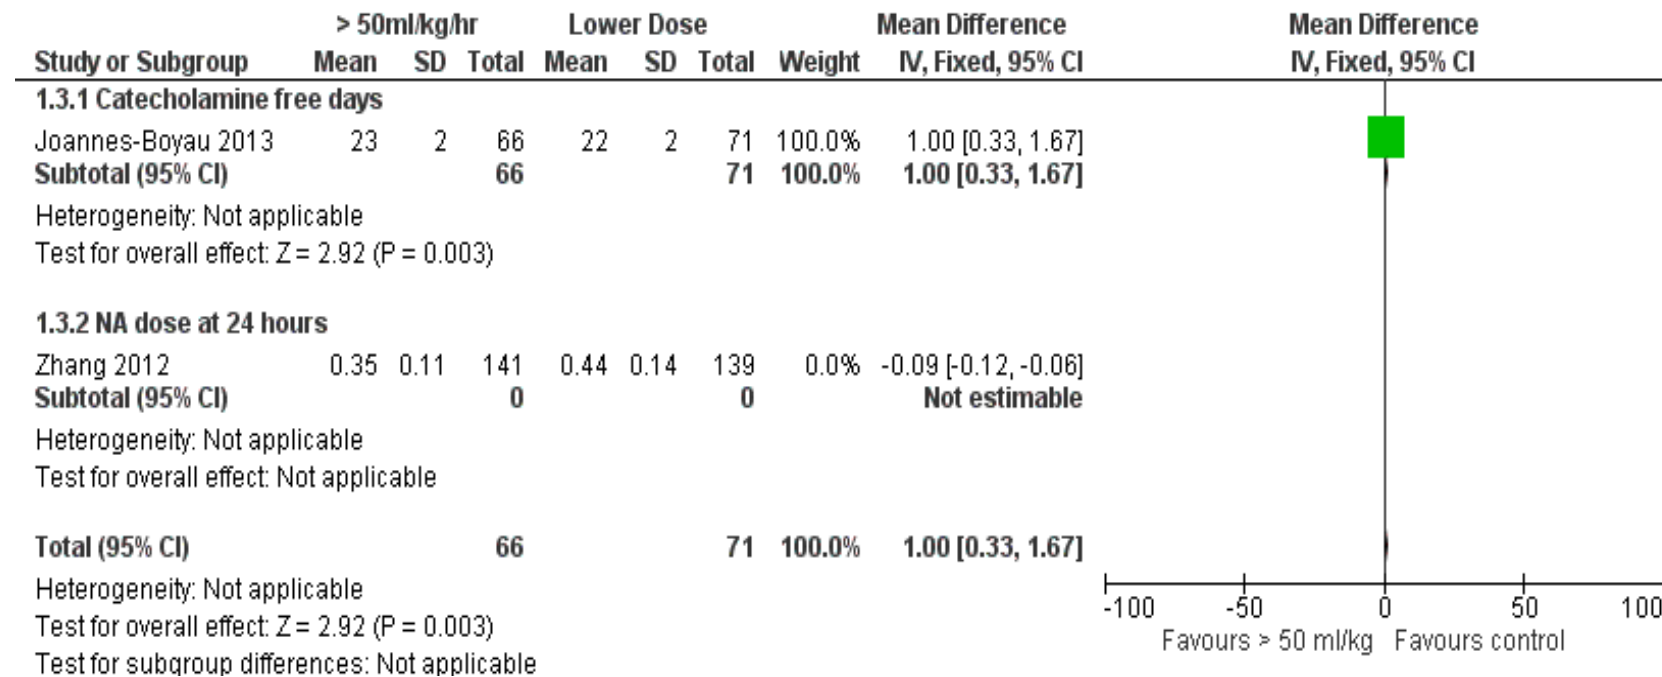 > 50ml/kg/hr Lower Dose Mean Difference Mean Difference
Study or Subgroup Mean SD Total Mean SD Total Weight IV, Fixed, 95% CI IV, Fixed, 95% CI
1.3.1 Catecholamine free days
Joannes-Boyau 2013 23 2 66 22 2 71 100.0% 1.00 [0.33, 1.67]
Subtotal (95% CI) 66 71 100.0% 1.00 [0.33, 1.67]
Heterogeneity: Not applicable
Test for overall effect: Z = 2.92 (P = 0.003)
1.3.2 NA dose at 24 hours
Zhang 2012 0.35 0.11 141 0.44 0.14 139 0.0% -0.09 [-0.12, -0.06]
Subtotal (95% CI) 0 0 Not estimable
Heterogeneity: Not applicable
Test for overall effect: Not applicable
Total (95% CI) 66 71 100.0% 1.00 [0.33, 1.67]
Heterogeneity: Not applicable
Test for overall effect: Z = 2.92 (P = 0.003)
Test for subgroup differences: Not applicable
-100 -50 0 50 100
Favours > 50 ml/kg Favours control